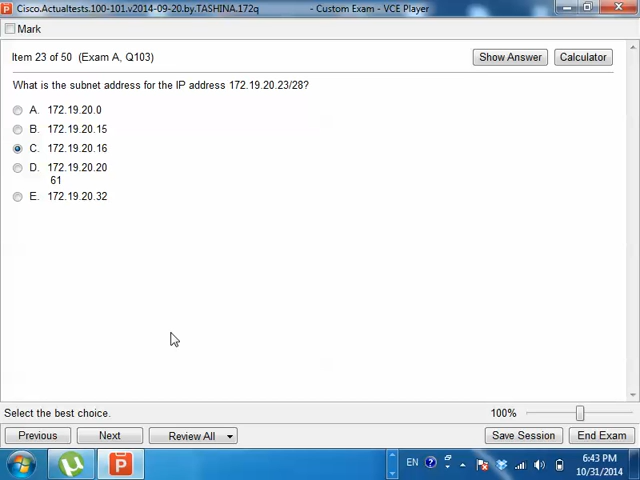 Cisco.Actualtests.100-101.v2014-09-20.by.TASHINA.172q - Custom Exam - VCE Player
Mark
Item 23 of 50 (Exam A, Q103)
Show Answer
Calculator
What is the subnet address for the IP address 172.19.20.23/28?
A. 172.19.20.0
B. 172.19.20.15
C. 172.19.20.16
D. 172.19.20.20
61
E. 172.19.20.32
Select the best choice.
100%
Previous
Next
Review All
Save Session
End Exam
EN
6:43 PM
10/31/2014